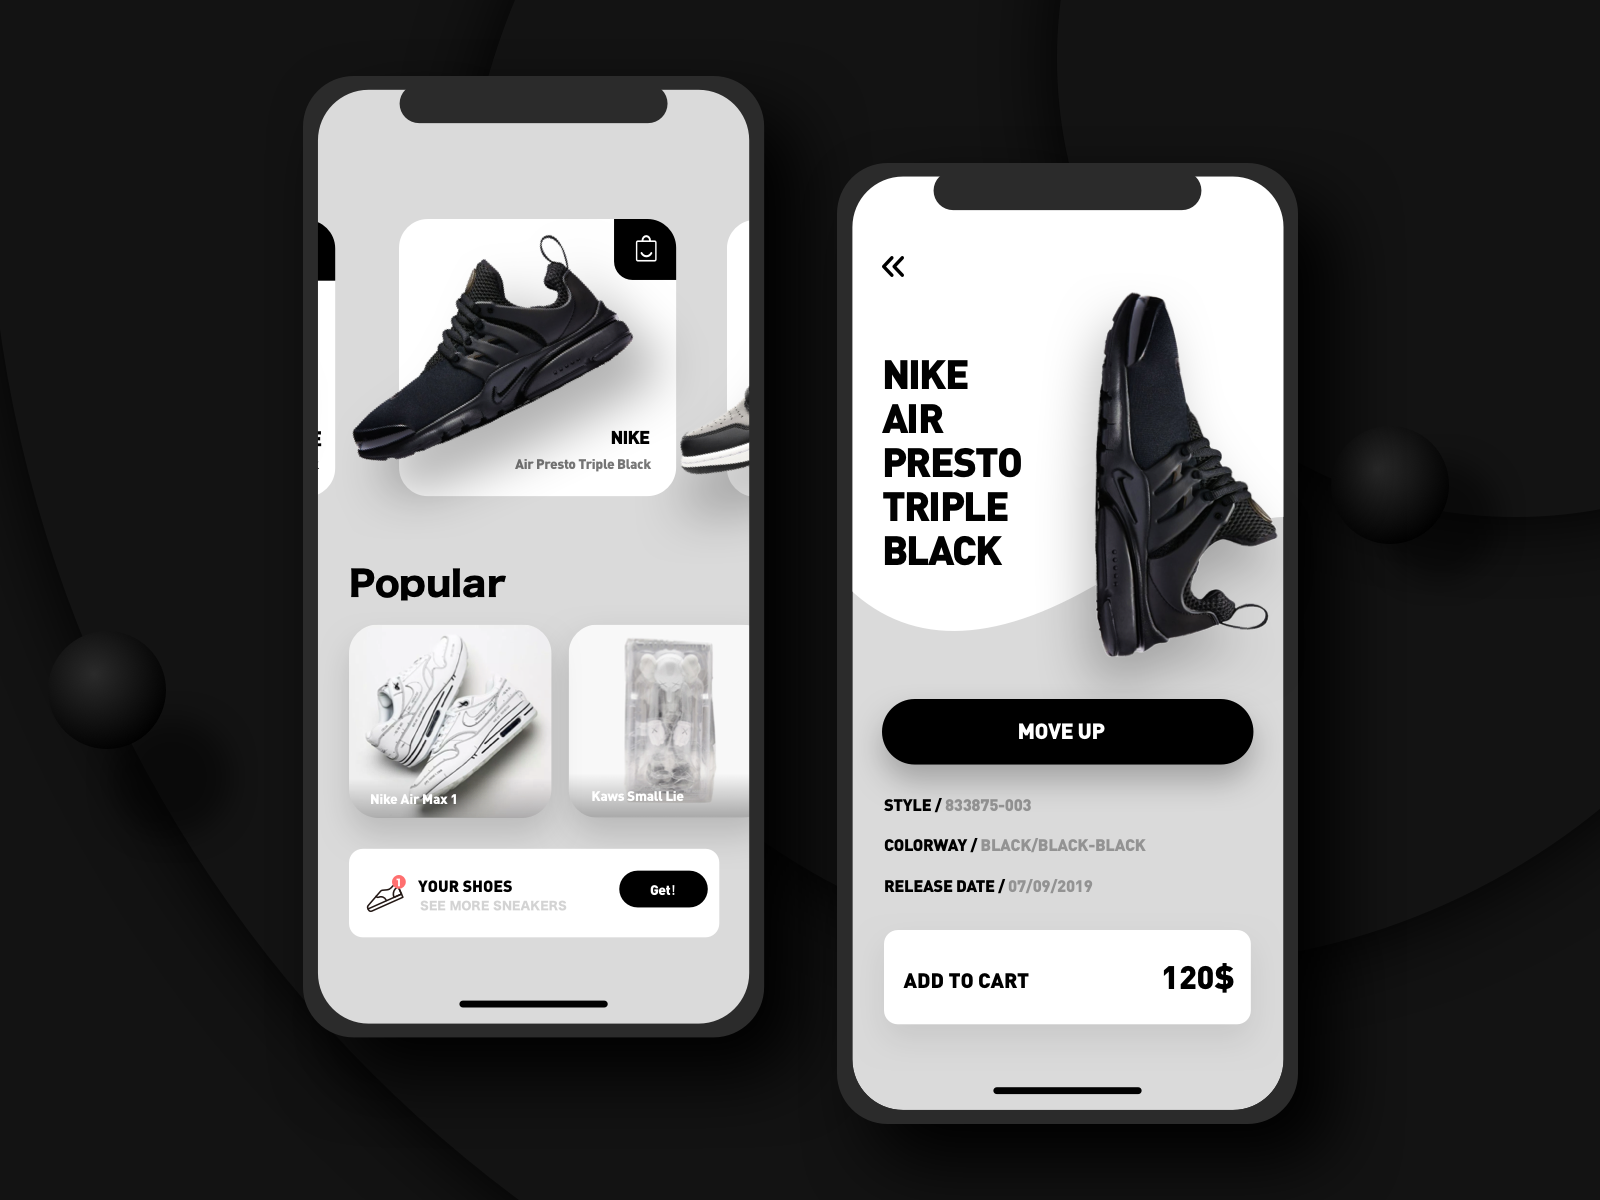 NIKE
Air Presto Triple Black
Popular
Nike Air Max 1
Kaws Small Lie
1
YOUR SHOES
SEE MORE SNEAKERS
Get!
NIKE
AIR
PRESTO
TRIPLE
BLACK
MOVE UP
STYLE / 833875-003
COLORWAY / BLACK/BLACK-BLACK
RELEASE DATE / 07/09/2019
ADD TO CART
120$